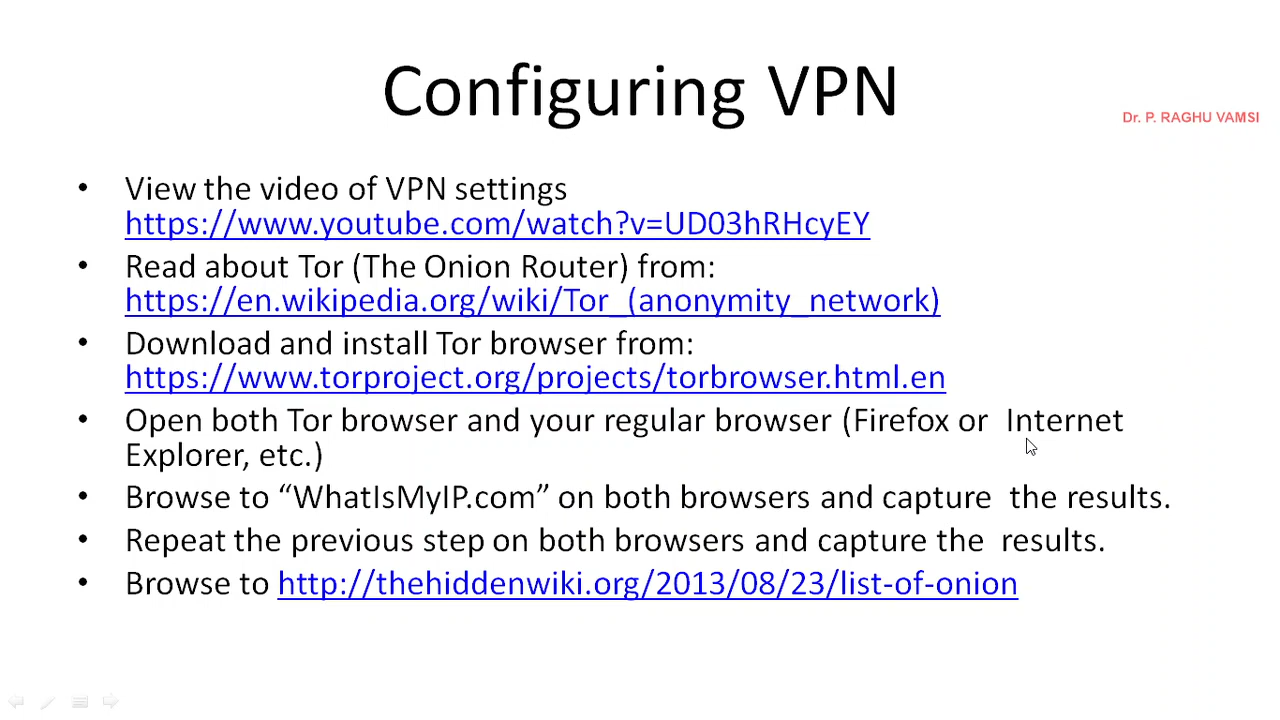 Configuring VPN
Dr. P. RAGHU VAMSI
• View the video of VPN settings
https://www.youtube.com/watch?v=UD03hRHcyEY
• Read about Tor (The Onion Router) from:
https://en.wikipedia.org/wiki/Tor_(anonymity_network)
• Download and install Tor browser from:
https://www.torproject.org/projects/torbrowser.html.en
• Open both Tor browser and your regular browser (Firefox or Internet
Explorer, etc.)
• Browse to “WhatIsMyIP.com” on both browsers and capture the results.
• Repeat the previous step on both browsers and capture the results.
• Browse to http://thehiddenwiki.org/2013/08/23/list-of-onion